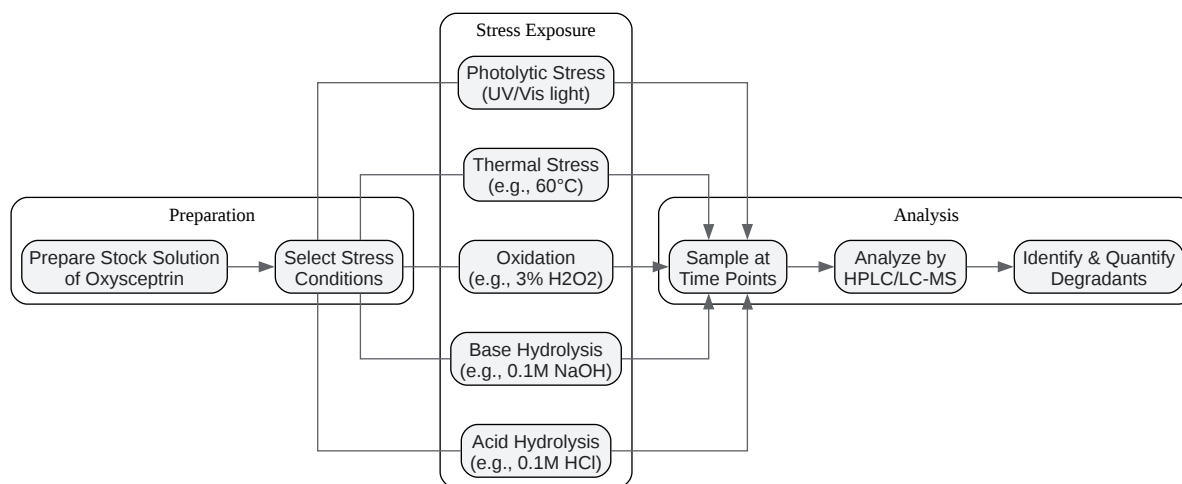 Stress Exposure
Photolytic Stress
(UV/Vis light)
Thermal Stress
(e.g., 60°C)
Preparation
Prepare Stock Solution
of Oxysceptrin
Select Stress
Conditions
Oxidation
(e.g., 3% H2O2)
Base Hydrolysis
(e.g., 0.1M NaOH)
Acid Hydrolysis
(e.g., 0.1M HCl)
Analysis
Sample at
Time Points
Analyze by
HPLC/LC-MS
Identify & Quantify
Degradants